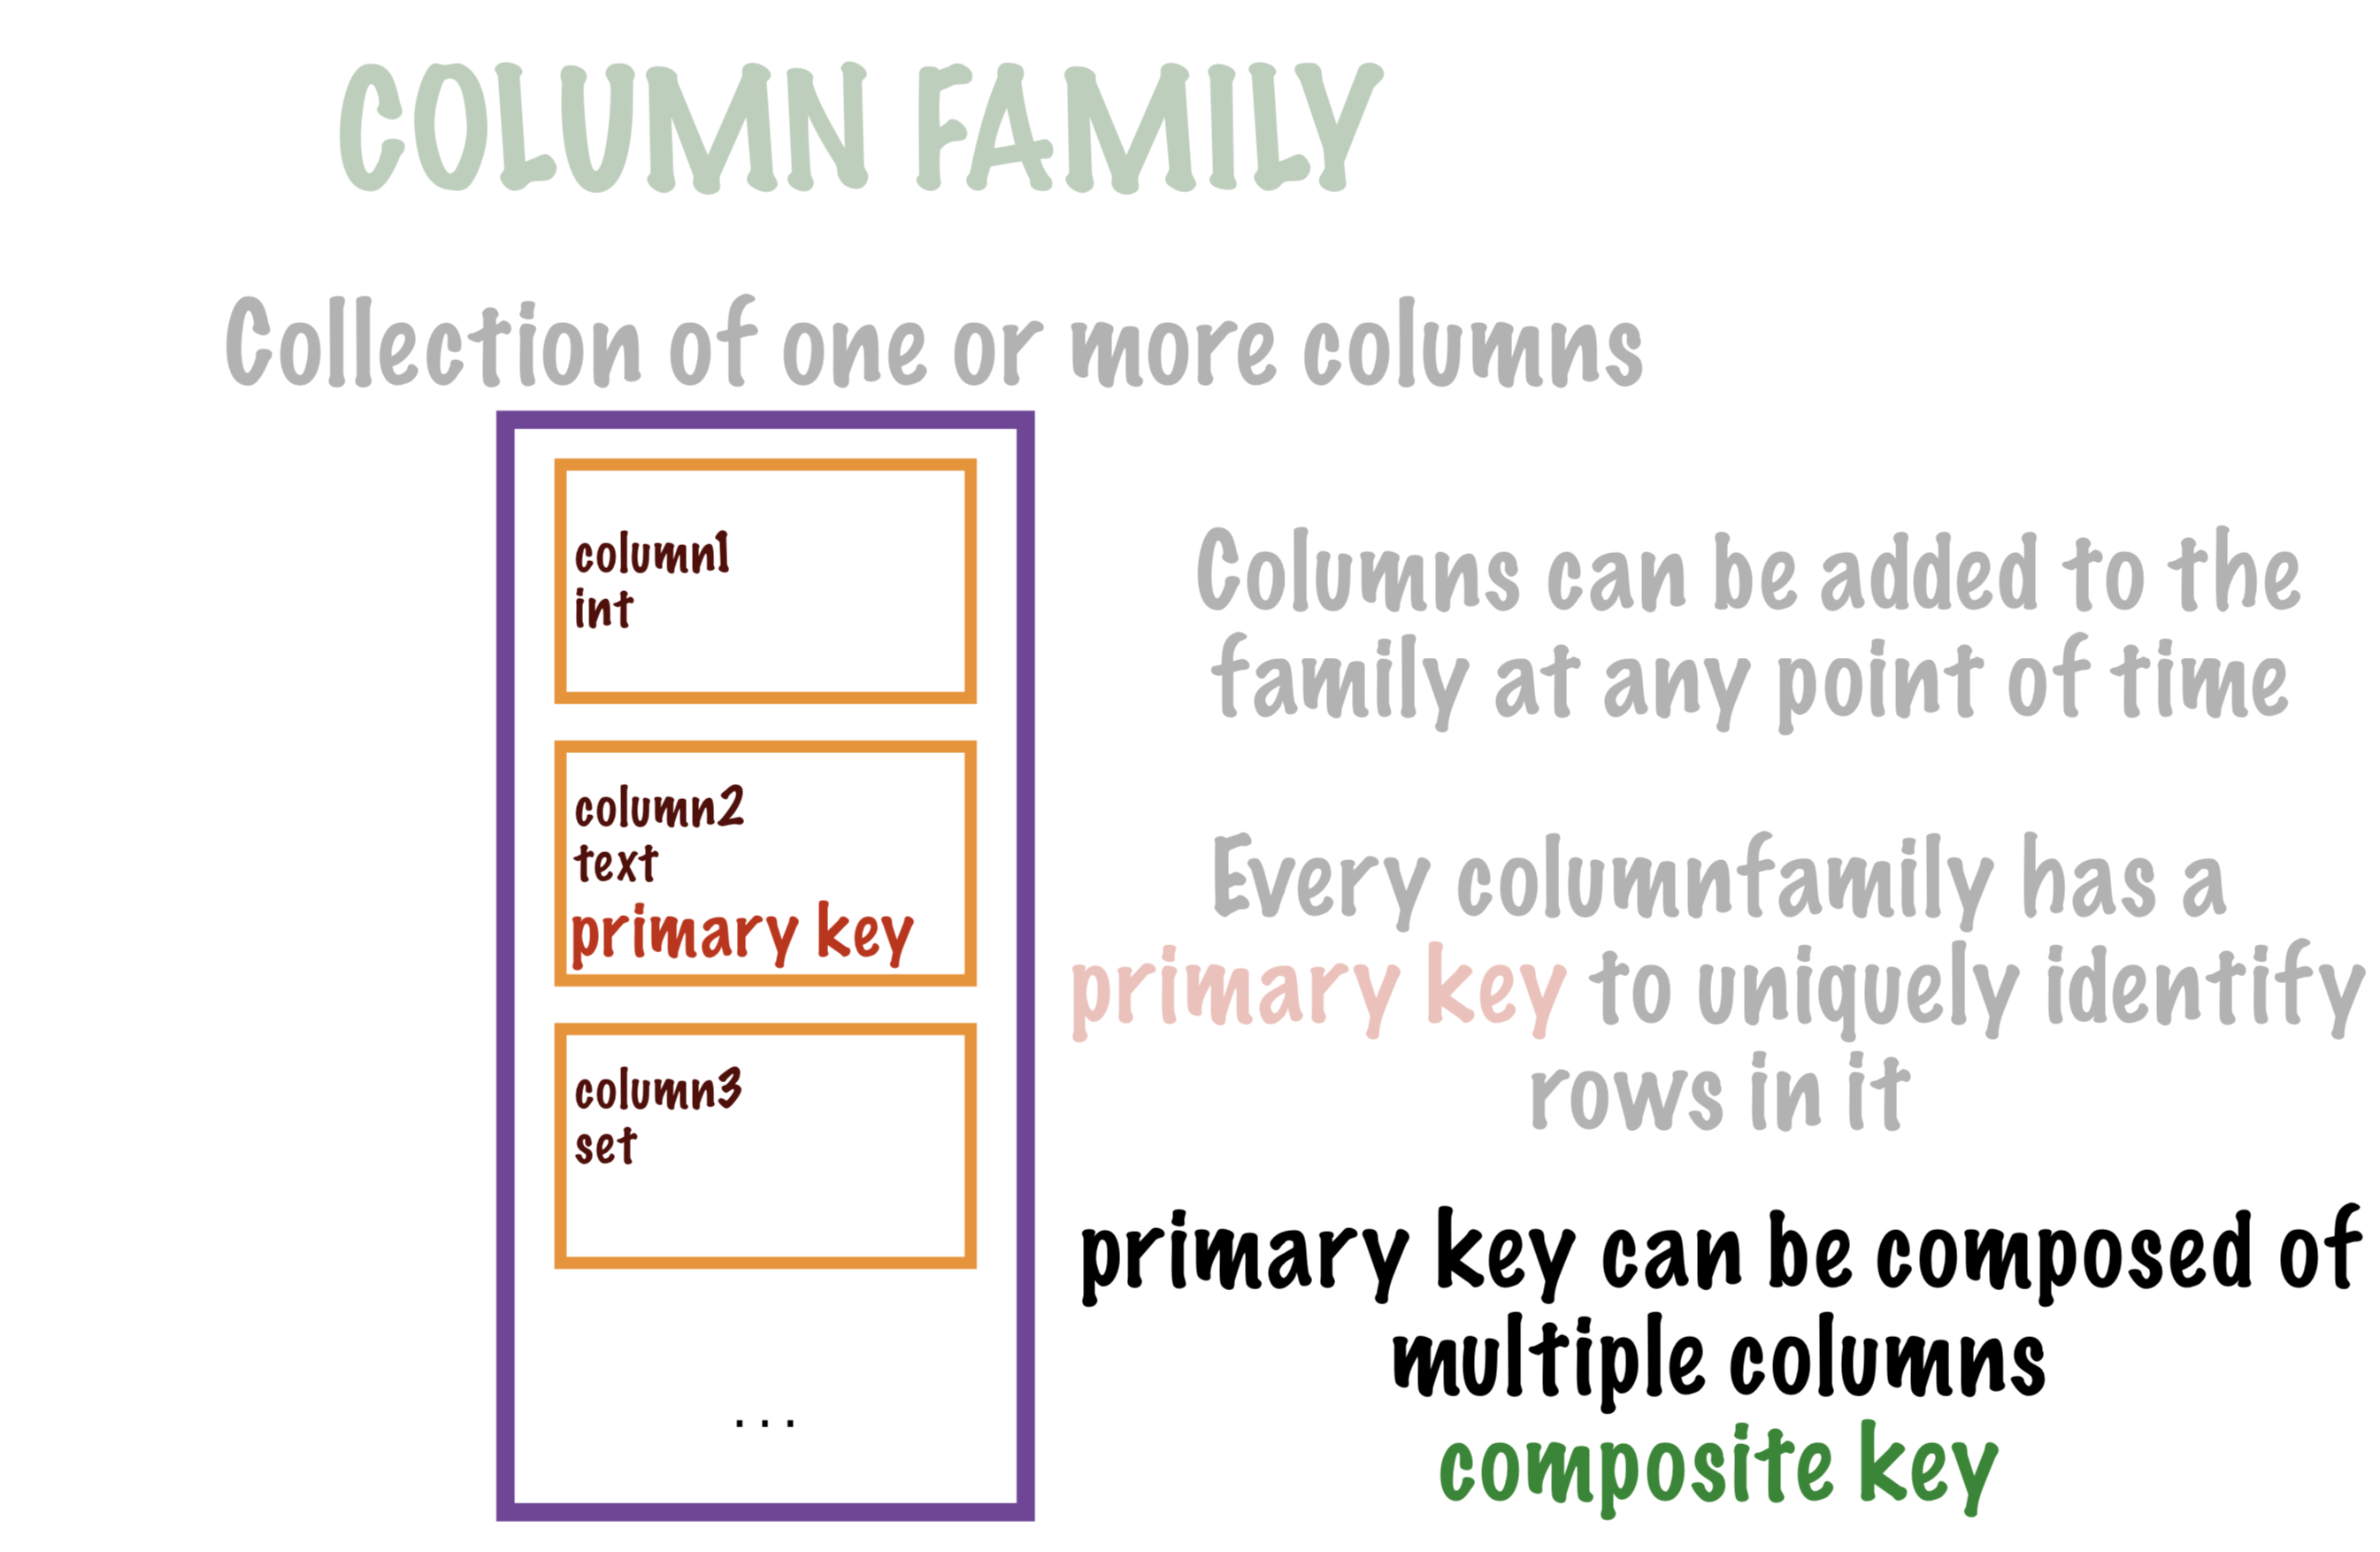 COLUMN FAMILY
Collection of one or more columns
column1
int
column2
text
primary key
column3
set
...
Columns can be added to the
family at any point of time
Every columnfamily has a
primary key to uniquely identify
rows in it
primary key can be composed of
multiple columns
composite key